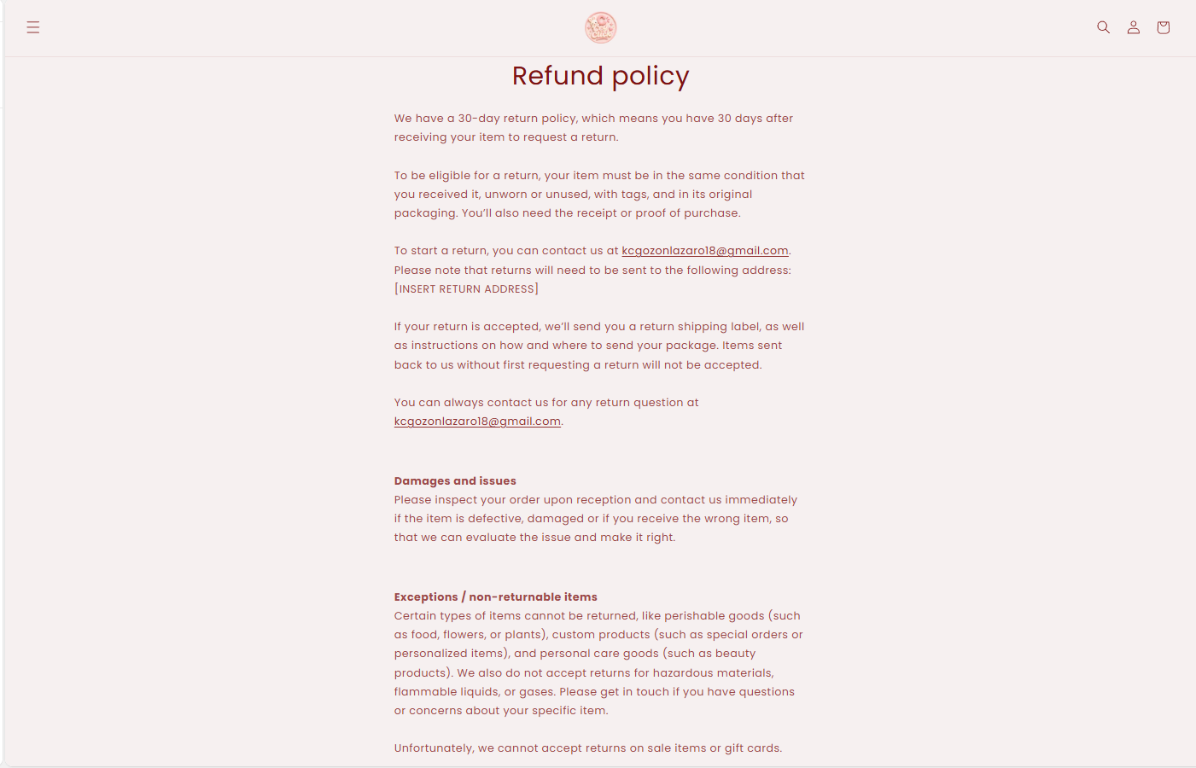 Refund policy
We have a 30-day return policy, which means you have 30 days after
receiving your item to request a return.
To be eligible for a return, your item must be in the same condition that
you received it, unworn or unused, with tags, and in its original
packaging. You’ll also need the receipt or proof of purchase.
To start a return, you can contact us at kcgozonlazaro18@gmail.com.
Please note that returns will need to be sent to the following address:
[INSERT RETURN ADDRESS]
If your return is accepted, we’ll send you a return shipping label, as well
as instructions on how and where to send your package. Items sent
back to us without first requesting a return will not be accepted.
You can always contact us for any return question at
kcgozonlazaro18@gmail.com.
Damages and issues
Please inspect your order upon reception and contact us immediately
if the item is defective, damaged or if you receive the wrong item, so
that we can evaluate the issue and make it right.
Exceptions / non-returnable items
Certain types of items cannot be returned, like perishable goods (such
as food, flowers, or plants), custom products (such as special orders or
personalized items), and personal care goods (such as beauty
products). We also do not accept returns for hazardous materials,
flammable liquids, or gases. Please get in touch if you have questions
or concerns about your specific item.
Unfortunately, we cannot accept returns on sale items or gift cards.